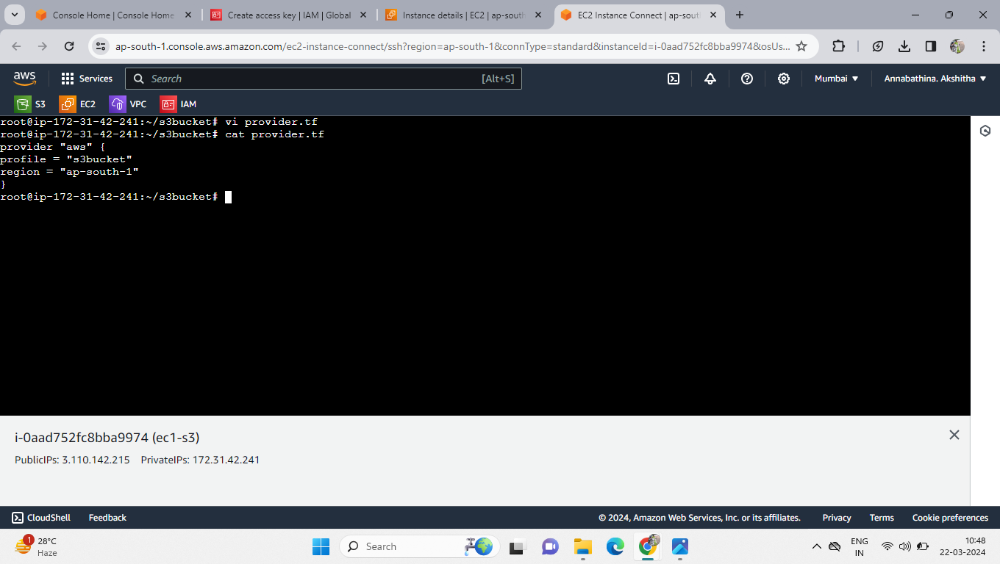 Console Home | Console Home
Create access key | IAM | Global
Instance details | EC2 | ap-sout
EC2 Instance Connect | ap-sout
ap-south-1.console.aws.amazon.com/ec2-instance-connect/ssh?region=ap-south-1&connType=standard&instanceId=i-0aad752fc8bba9974&osUs...
aws
Services
Search
[Alt+S]
Mumbai
Annabathina. Akshitha
S3
EC2
VPC
IAM
root@ip-172-31-42-241:~/s3bucket# vi provider.tf
root@ip-172-31-42-241:~/s3bucket# cat provider.tf
provider "aws" {
profile = "s3bucket"
region = "ap-south-1"
}
root@ip-172-31-42-241:~/s3bucket#
i-0aad752fc8bba9974 (ec1-s3)
PublicIPs: 3.110.142.215 PrivateIPs: 172.31.42.241
CloudShell
Feedback
© 2024, Amazon Web Services, Inc. or its affiliates.
Privacy
Terms
Cookie preferences
1
28°C
Haze
Search
ENG
IN
10:48
22-03-2024